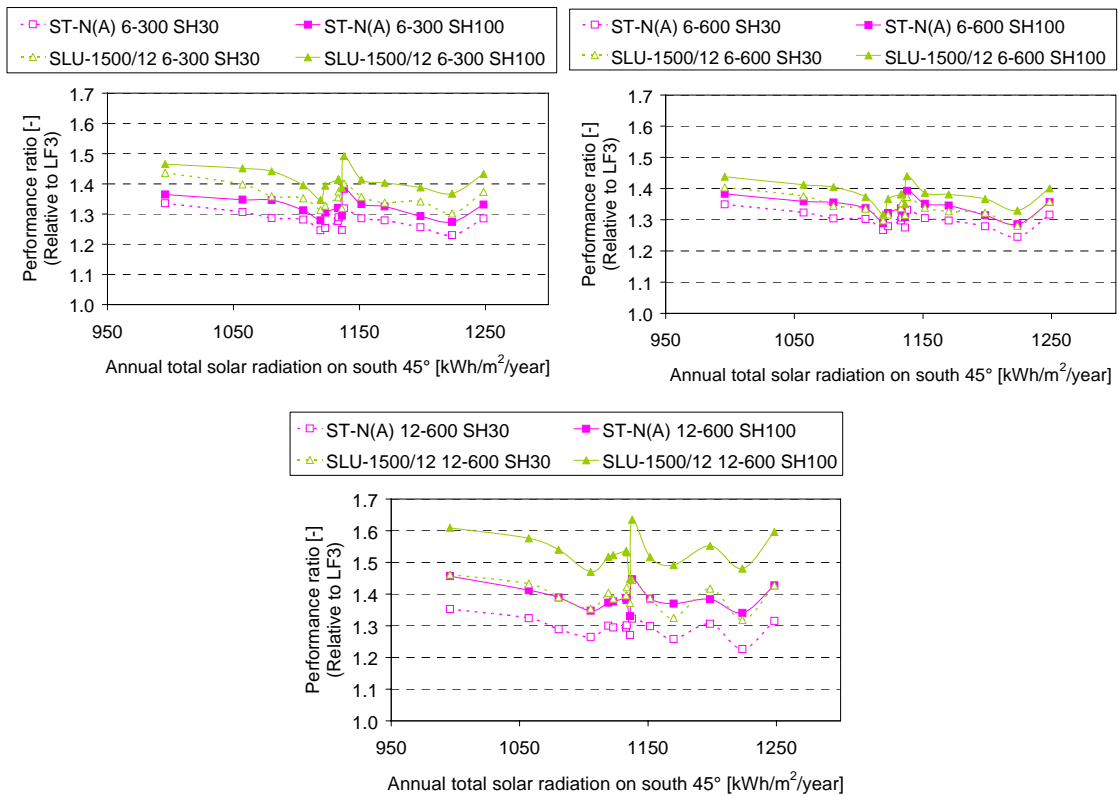 ST-N(A) 6-300 SH30 ST-N(A) 6-300 SH100
SLU-1500/12 6-300 SH30 SLU-1500/12 6-300 SH100
Performance ratio [-]
(Relative to LF3)
1.7
1.6
1.5
1.4
1.3
1.2
1.1
1.0
950 1050 1150 1250
Annual total solar radiation on south 45° [kWh/m²/year]
ST-N(A) 6-600 SH30 ST-N(A) 6-600 SH100
SLU-1500/12 6-600 SH30 SLU-1500/12 6-600 SH100
Performance ratio [-]
(Relative to LF3)
1.7
1.6
1.5
1.4
1.3
1.2
1.1
1.0
950 1050 1150 1250
Annual total solar radiation on south 45° [kWh/m²/year]
ST-N(A) 12-600 SH30 ST-N(A) 12-600 SH100
SLU-1500/12 12-600 SH30 SLU-1500/12 12-600 SH100
Performance ratio [-]
(Relative to LF3)
1.7
1.6
1.5
1.4
1.3
1.2
1.1
1.0
950 1050 1150 1250
Annual total solar radiation on south 45° [kWh/m²/year]